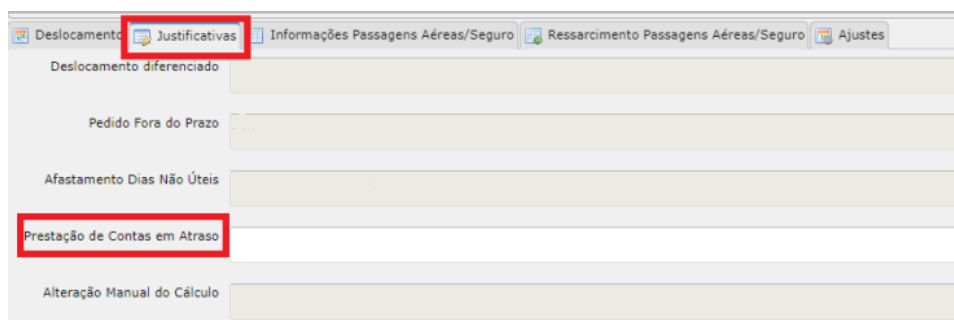 Deslocamento Justificativas Informações Passagens Aéreas/Seguro Ressarcimento Passagens Aéreas/Seguro Ajustes
Deslocamento diferenciado
Pedido Fora do Prazo
Afastamento Dias Não Úteis
Prestação de Contas em Atraso
Alteração Manual do Cálculo